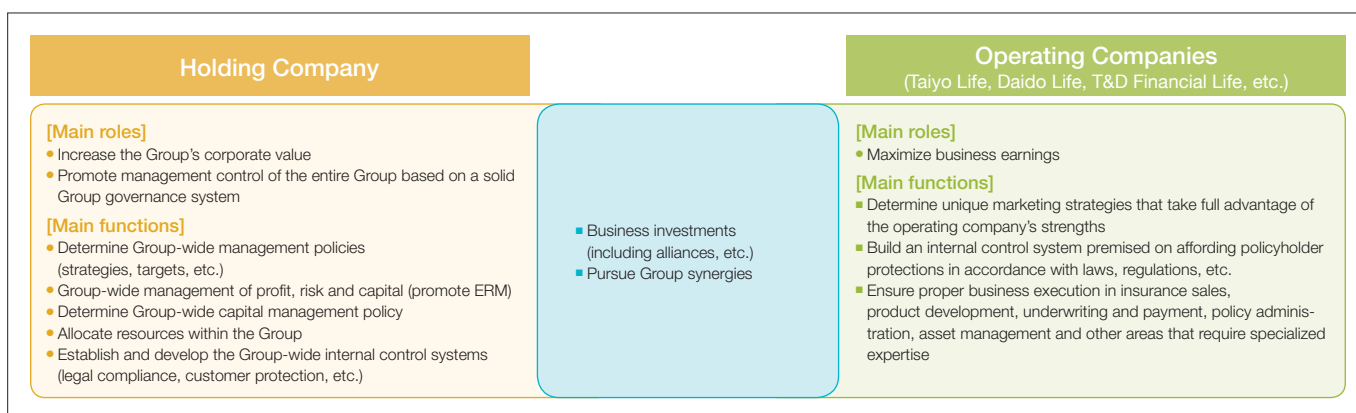 Holding Company
[Main roles]
• Increase the Group's corporate value
• Promote management control of the entire Group based on a solid
Group governance system
[Main functions]
• Determine Group-wide management policies
(strategies, targets, etc.)
• Group-wide management of profit, risk and capital (promote ERM)
• Determine Group-wide capital management policy
• Allocate resources within the Group
• Establish and develop the Group-wide internal control systems
(legal compliance, customer protection, etc.)
■ Business investments
(including alliances, etc.)
■ Pursue Group synergies
Operating Companies
(Taiyo Life, Daido Life, T&D Financial Life, etc.)
[Main roles]
• Maximize business earnings
[Main functions]
■ Determine unique marketing strategies that take full advantage of
the operating company's strengths
■ Build an internal control system premised on affording policyholder
protections in accordance with laws, regulations, etc.
■ Ensure proper business execution in insurance sales,
product development, underwriting and payment, policy adminis-
tration, asset management and other areas that require specialized
expertise